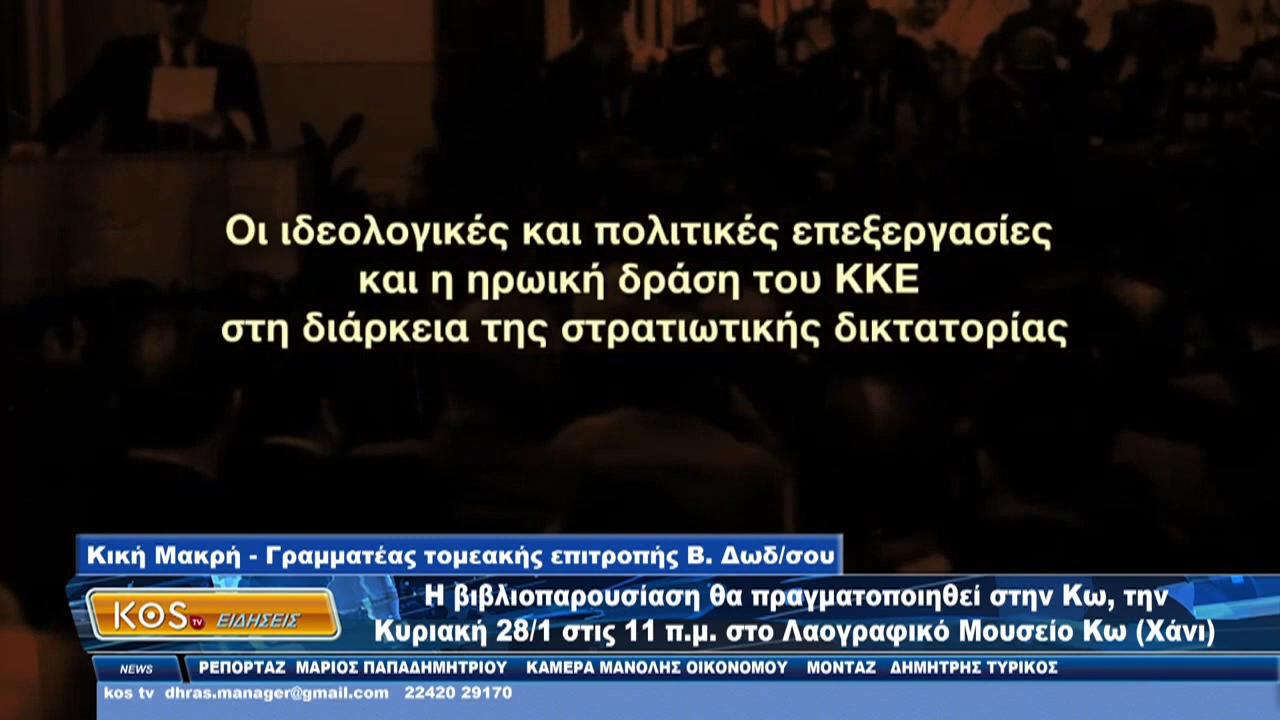 Οι ιδεολογικές και πολιτικές επεξεργασίες
και η ηρωική δράση του ΚΚΕ
στη διάρκεια της στρατιωτικής δικτατορίας
Κική Μακρή - Γραμματέας τομεακής επιτροπής Β. Δωδ/σου
Η βιβλιοπαρουσίαση θα πραγματοποιηθεί στην Κω, την
Κυριακή 28/1 στις 11 π.μ. στο Λαογραφικό Μουσείο Κω (Χάνι)
KOS TV ΕΙΔΗΣΕΙΣ
NEWS ΡΕΠΟΡΤΑΖ ΜΑΡΙΟΣ ΠΑΠΑΔΗΜΗΤΡΙΟΥ ΚΑΜΕΡΑ ΜΑΝΟΛΗΣ ΟΙΚΟΝΟΜΟΥ ΜΟΝΤΑΖ ΔΗΜΗΤΡΗΣ ΤΥΡΙΚΟΣ
kos tv dhras.manager@gmail.com 22420 29170